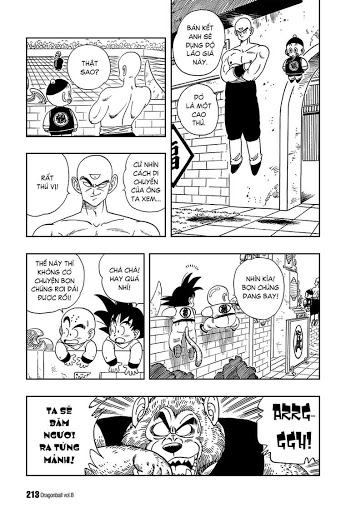 BÁN KẾT
ANH SẼ
ĐỤNG ĐỘ
LÃO GIÀ
NÀY.
ĐÓ
LÀ MỘT
CAO
THỦ.
THẬT
SAO?
CỨ NHÌN
CÁCH DI
CHUYỂN
CỦA ÔNG
TA XEM...
RẤT
THÚ VỊ!
NHÌN KÌA!
BỌN CHÚNG
ĐANG BAY!
CHÀ CHÀ!
HAY QUÁ
NHỈ!
THẾ NÀY THÌ
KHÔNG CÓ
CHUYỆN BỌN
CHÚNG RƠI ĐÀI
ĐƯỢC RỒI!
ARRG-
GGH!
TA SẼ
BẰM
NGƯƠI
RA TỪNG
MẢNH!
213 Dragonball vol.8